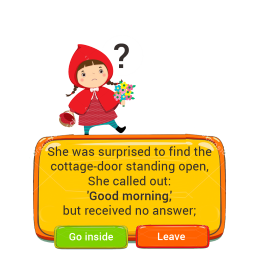 ?
She was surprised to find the
cottage-door standing open,
She called out:
'Good morning,'
but received no answer;
Go inside
Leave